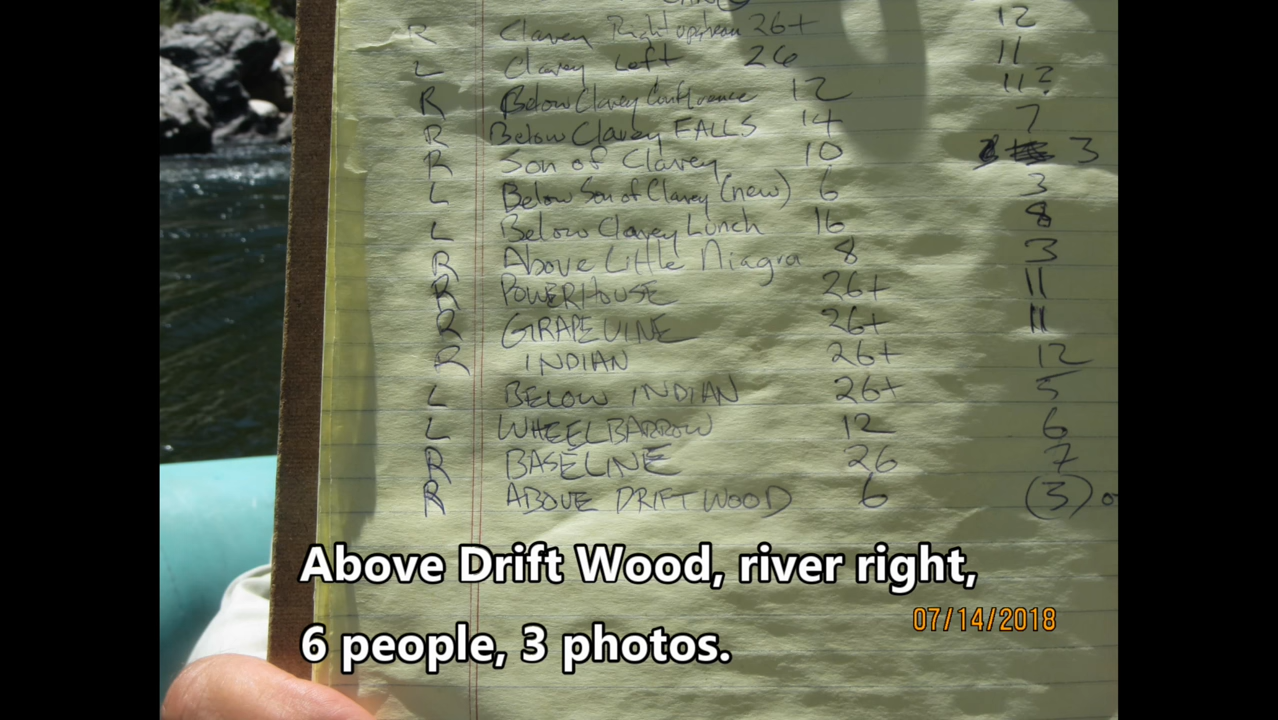 R Clavey Right upstream 26+ 12
L Clavey Left 26 11
R Below Clavey Confluence 12 11?
R Below Clavey FALLS 14 7
R Son of Clavey 10 3
L Below Son of Clavey (new) 6 3
L Below Clavey Lunch 16 8
R Above Little Niagra 8 3
R POWERHOUSE 26+ 11
R GRAPEVINE 26+ 11
R INDIAN 26+ 12
L BELOW INDIAN 26+ 5
L WHEELBARROW 12 6
R BASELINE 26 7
R ABOVE DRIFTWOOD 6 (3)
Above Drift Wood, river right,
07/14/2018
6 people, 3 photos.